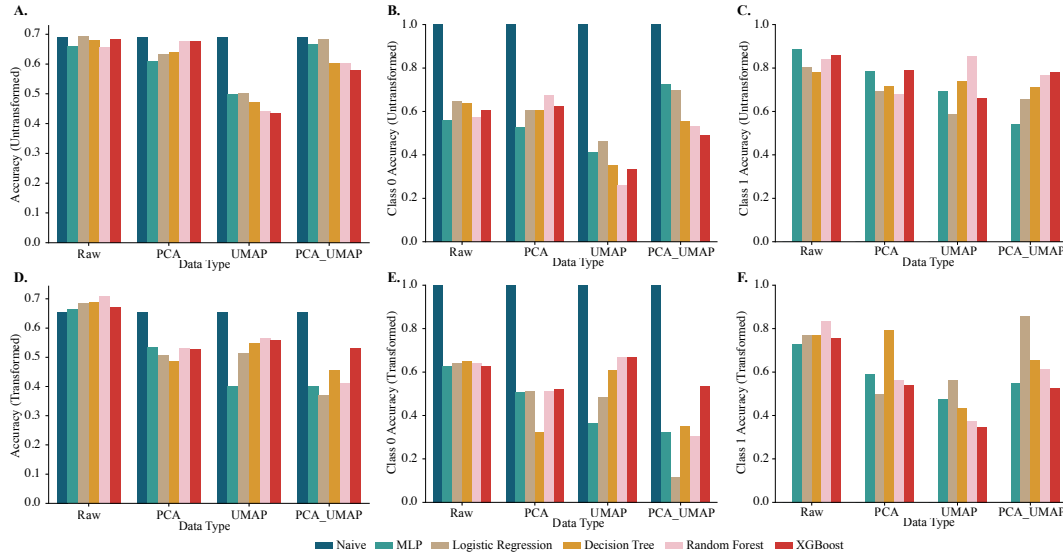 A.
Accuracy (Untransformed)
0.7
0.6
0.5
0.4
0.3
0.2
0.1
0.0
Raw PCA UMAP PCA_UMAP
Data Type
B.
Class 0 Accuracy (Untransformed)
1.0
0.8
0.6
0.4
0.2
0.0
Raw PCA UMAP PCA_UMAP
Data Type
C.
Class 1 Accuracy (Untransformed)
1.0
0.8
0.6
0.4
0.2
0.0
Raw PCA UMAP PCA_UMAP
Data Type
D.
Accuracy (Transformed)
0.7
0.6
0.5
0.4
0.3
0.2
0.1
0.0
Raw PCA UMAP PCA_UMAP
Data Type
E.
Class 0 Accuracy (Transformed)
1.0
0.8
0.6
0.4
0.2
0.0
Raw PCA UMAP PCA_UMAP
Data Type
F.
Class 1 Accuracy (Transformed)
1.0
0.8
0.6
0.4
0.2
0.0
Raw PCA UMAP PCA_UMAP
Data Type
Naive MLP Logistic Regression Decision Tree Random Forest XGBoost